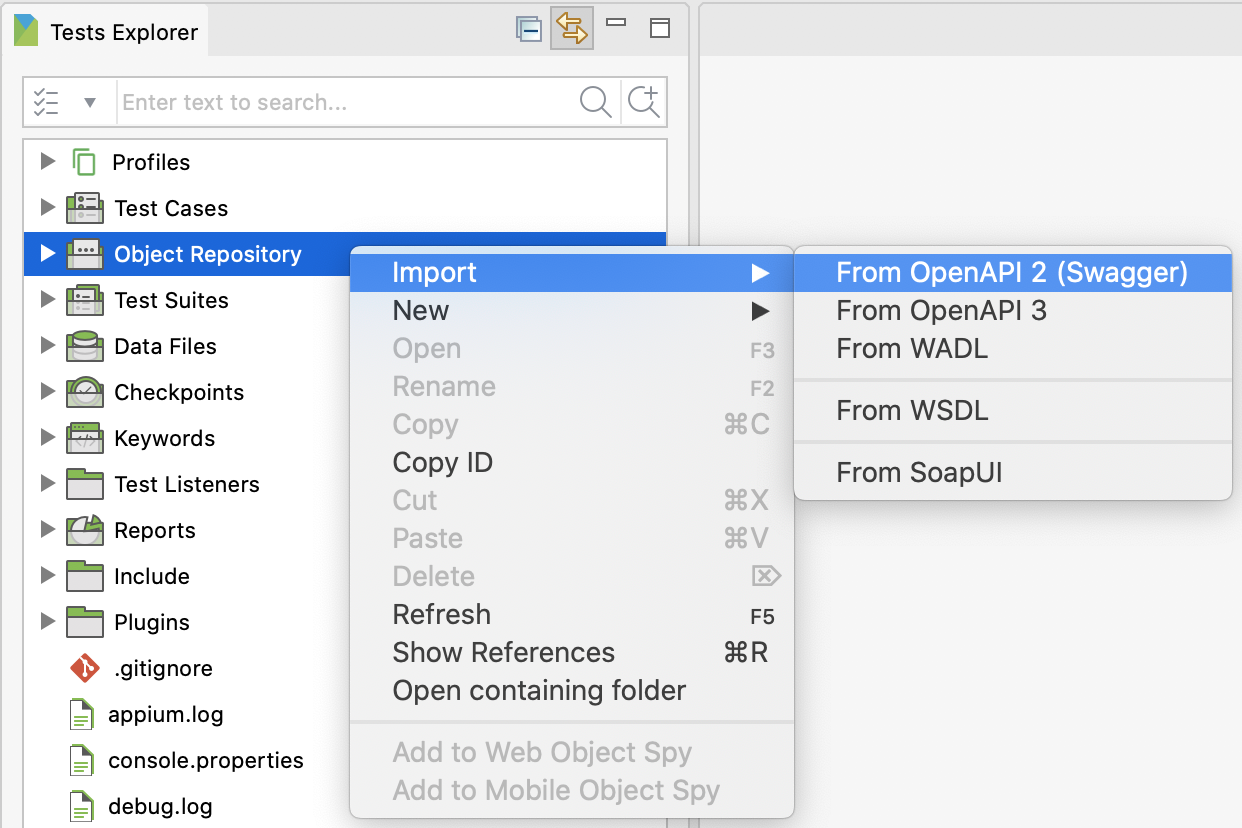 Tests Explorer
Enter text to search...
Profiles
Test Cases
Object Repository
Test Suites
Data Files
Checkpoints
Keywords
Test Listeners
Reports
Include
Plugins
.gitignore
appium.log
console.properties
debug.log
Import
New
Open F3
Rename F2
Copy ⌘C
Copy ID
Cut ⌘X
Paste ⌘V
Delete ⌦
Refresh F5
Show References ⌘R
Open containing folder
Add to Web Object Spy
Add to Mobile Object Spy
From OpenAPI 2 (Swagger)
From OpenAPI 3
From WADL
From WSDL
From SoapUI